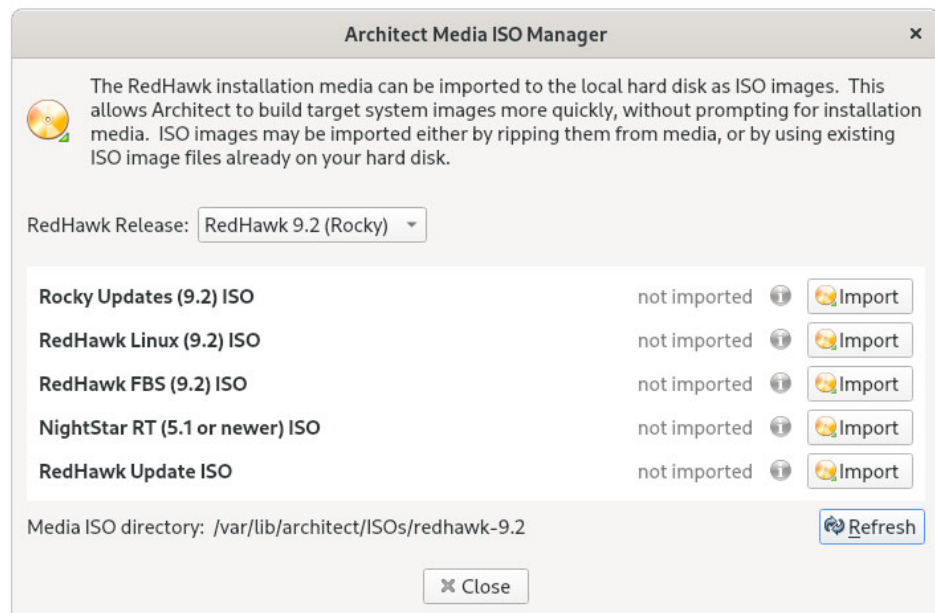 Architect Media ISO Manager
The RedHawk installation media can be imported to the local hard disk as ISO images. This
allows Architect to build target system images more quickly, without prompting for installation
media. ISO images may be imported either by ripping them from media, or by using existing
ISO image files already on your hard disk.
RedHawk Release: RedHawk 9.2 (Rocky)
Rocky Updates (9.2) ISO not imported Import
RedHawk Linux (9.2) ISO not imported Import
RedHawk FBS (9.2) ISO not imported Import
NightStar RT (5.1 or newer) ISO not imported Import
RedHawk Update ISO not imported Import
Media ISO directory: /var/lib/architect/ISOs/redhawk-9.2 Refresh
Close